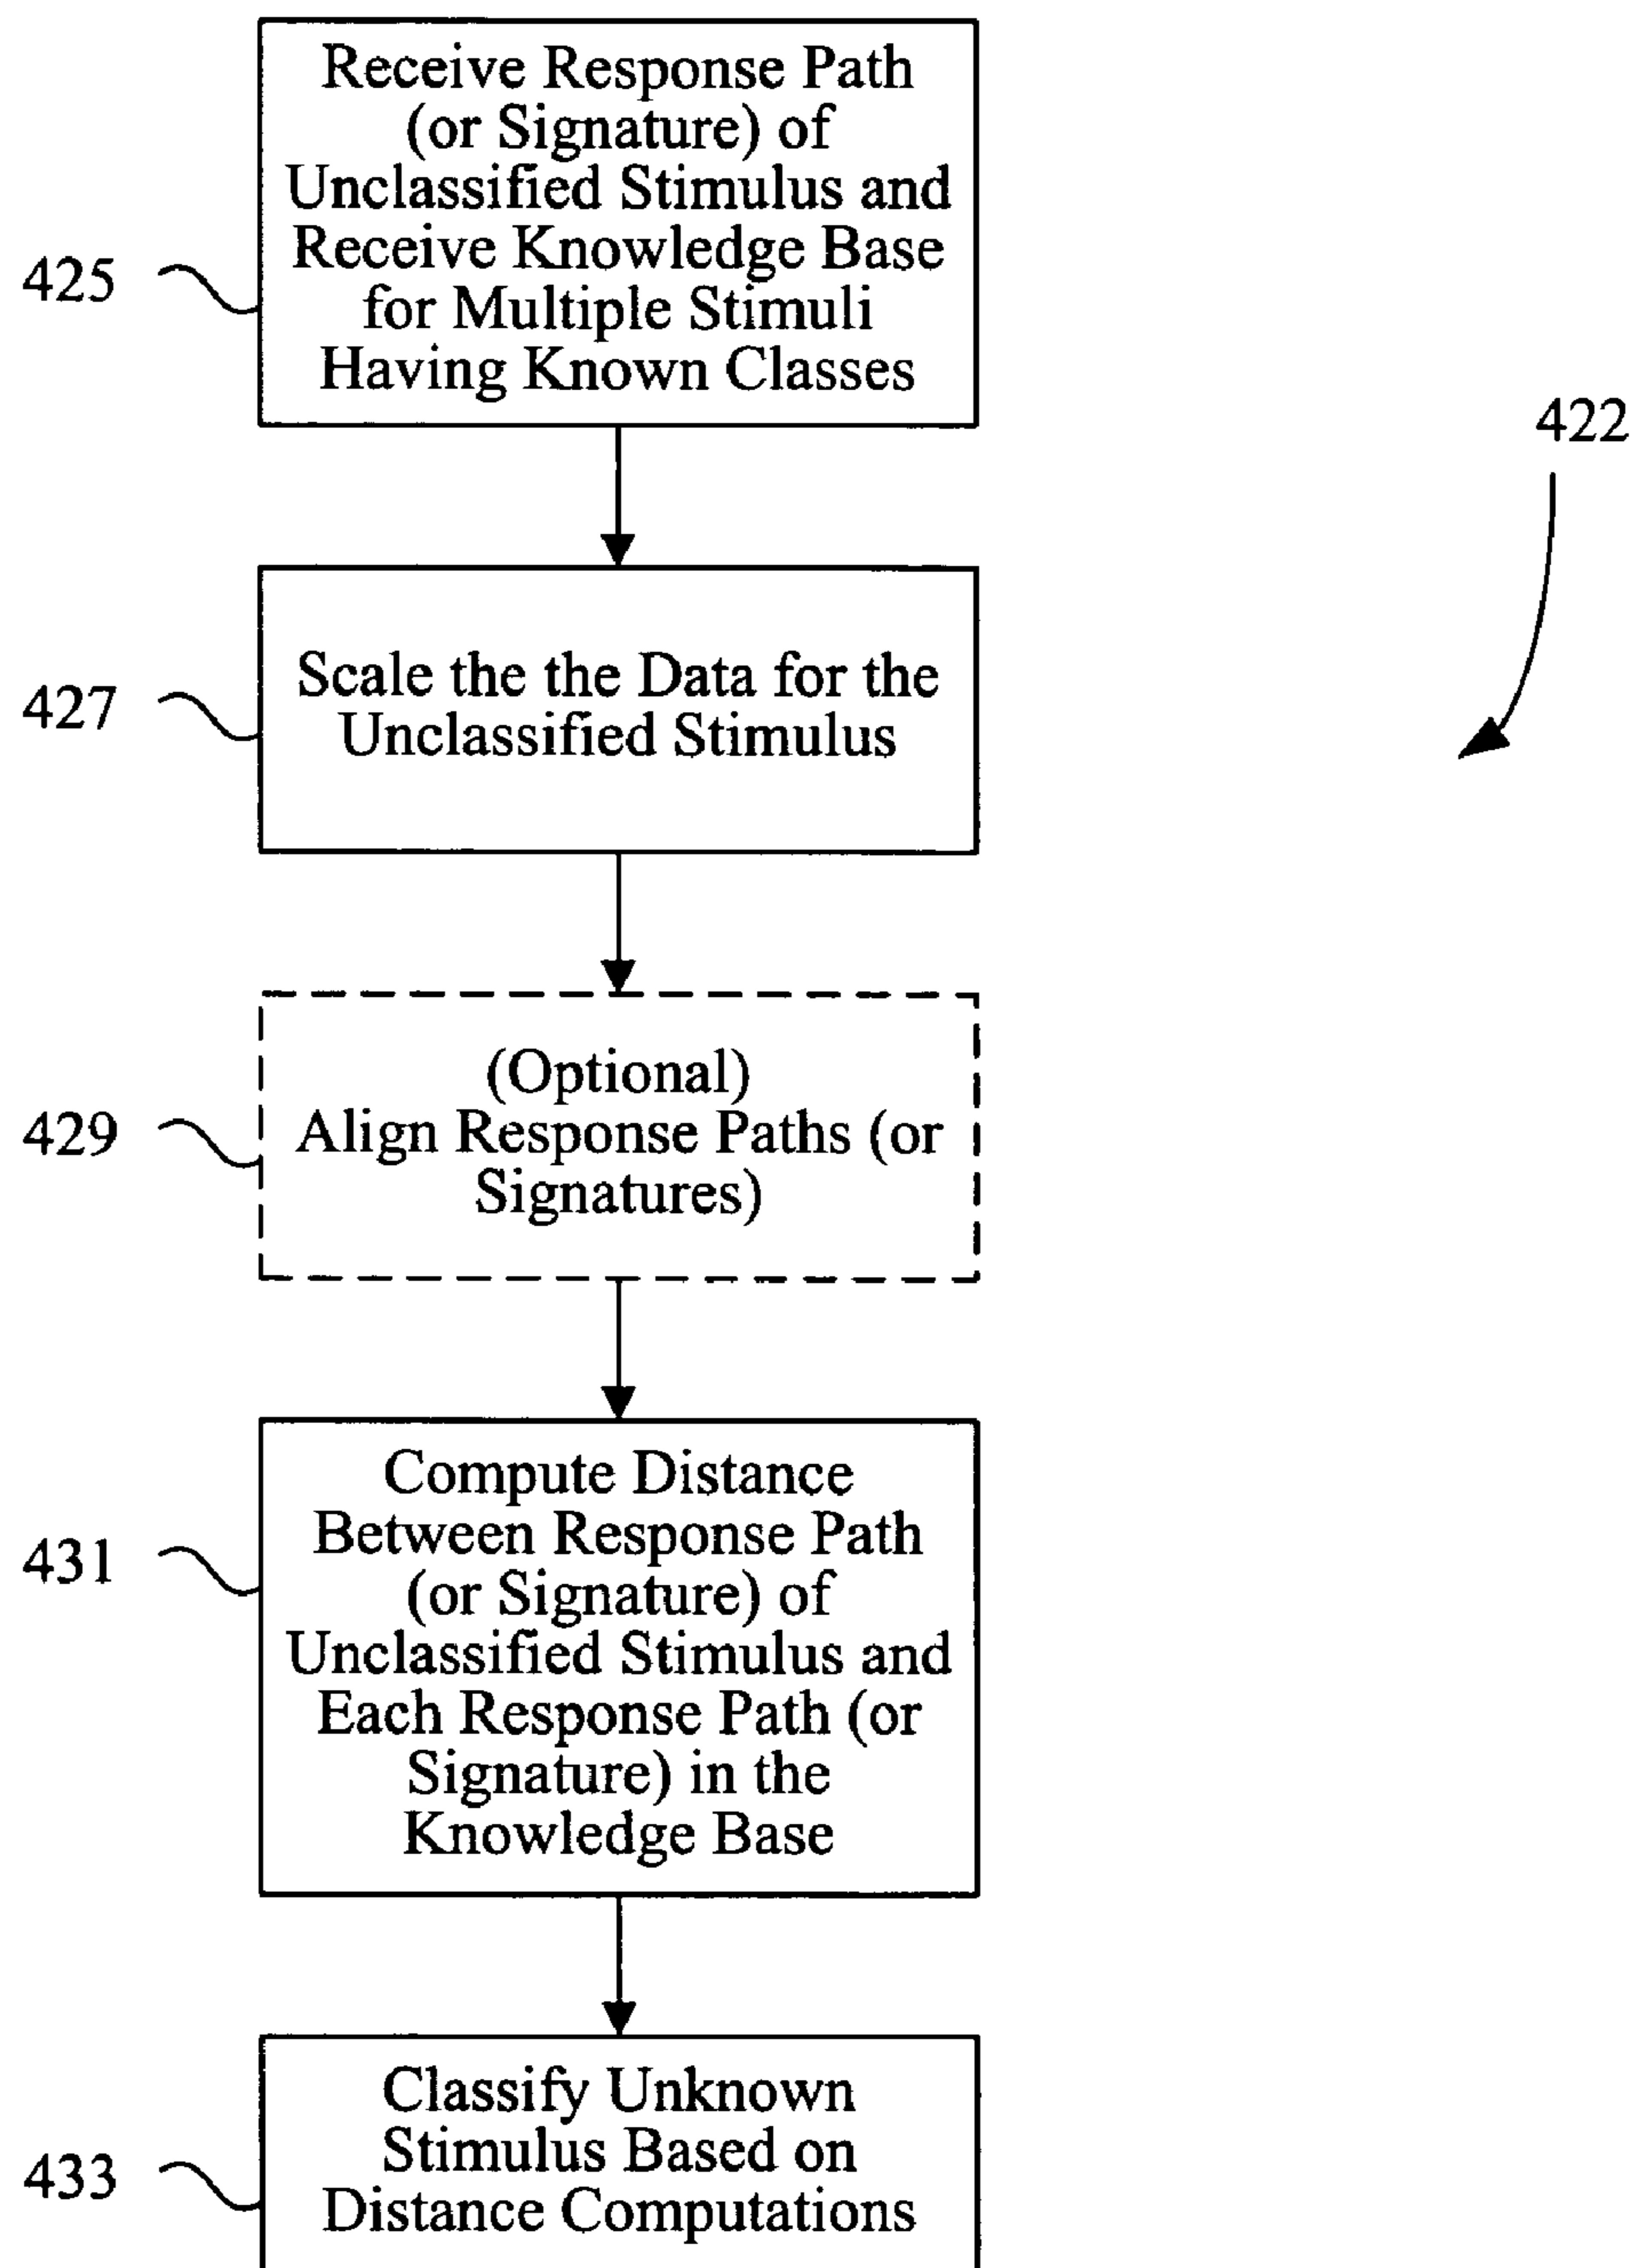 Receive Response Path
(or Signature) of
Unclassified Stimulus and
Receive Knowledge Base
for Multiple Stimuli
Having Known Classes
425
422
Scale the the Data for the
Unclassified Stimulus
427
(Optional)
Align Response Paths (or
Signatures)
429
Compute Distance
Between Response Path
(or Signature) of
Unclassified Stimulus and
Each Response Path (or
Signature) in the
Knowledge Base
431
Classify Unknown
Stimulus Based on
Distance Computations
433